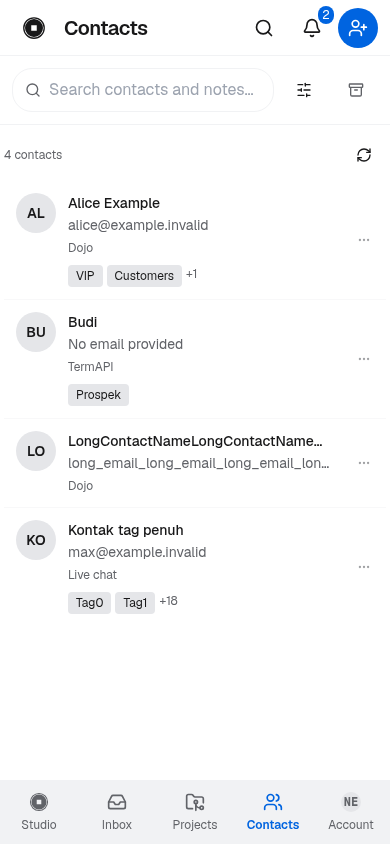 Contacts
2
Search contacts and notes...
4 contacts
AL
Alice Example
alice@example.invalid
Dojo
VIP Customers +1
BU
Budi
No email provided
TermAPI
Prospek
LO
LongContactNameLongContactName...
long_email_long_email_long_email_lon...
Dojo
KO
Kontak tag penuh
max@example.invalid
Live chat
Tag0 Tag1 +18
NE
Studio Inbox Projects Contacts Account